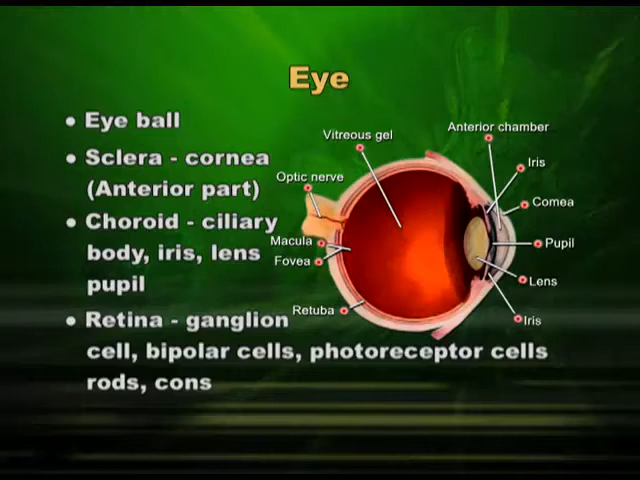 Eye
• Eye ball
• Sclera - cornea
(Anterior part)
• Choroid - ciliary
body, iris, lens
pupil
• Retina - ganglion
cell, bipolar cells, photoreceptor cells
rods, cons
Vitreous gel
Anterior chamber
Optic nerve
Iris
Cornea
Macula
Pupil
Fovea
Lens
Retuba
Iris